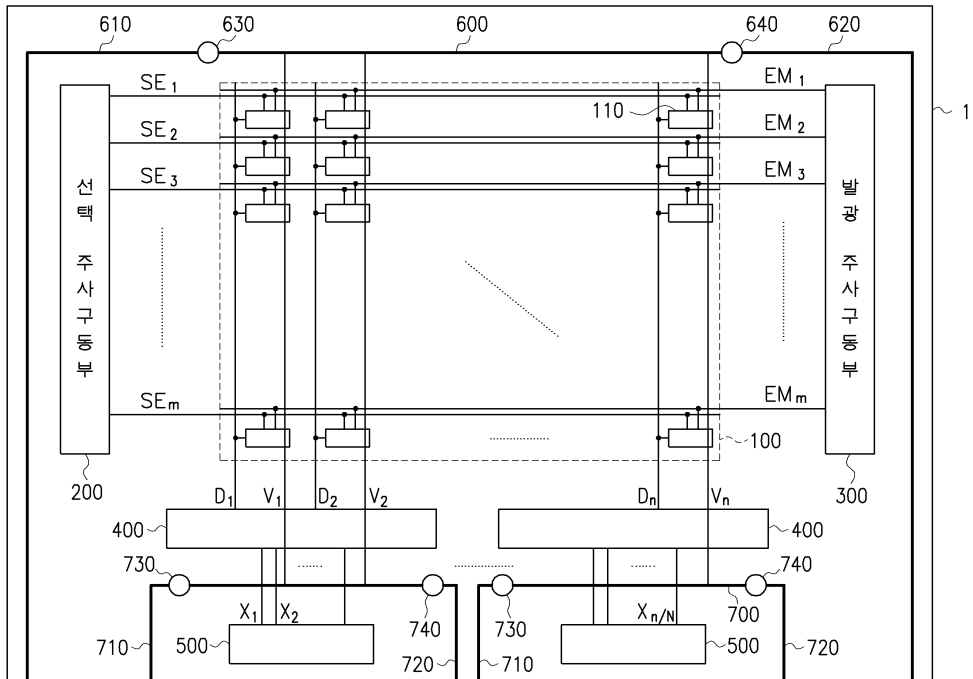 610 630 600 640 620
SE1 EM1 1
110
SE2 EM2
SE3 EM3
선택 주사구동부
발광 주사구동부
SEm EMm
100
200 300
D1 V1 D2 V2 Dn Vn
400 400
730 740
X1 X2 740 730 Xn/N 700
710 500 720 710 500 720